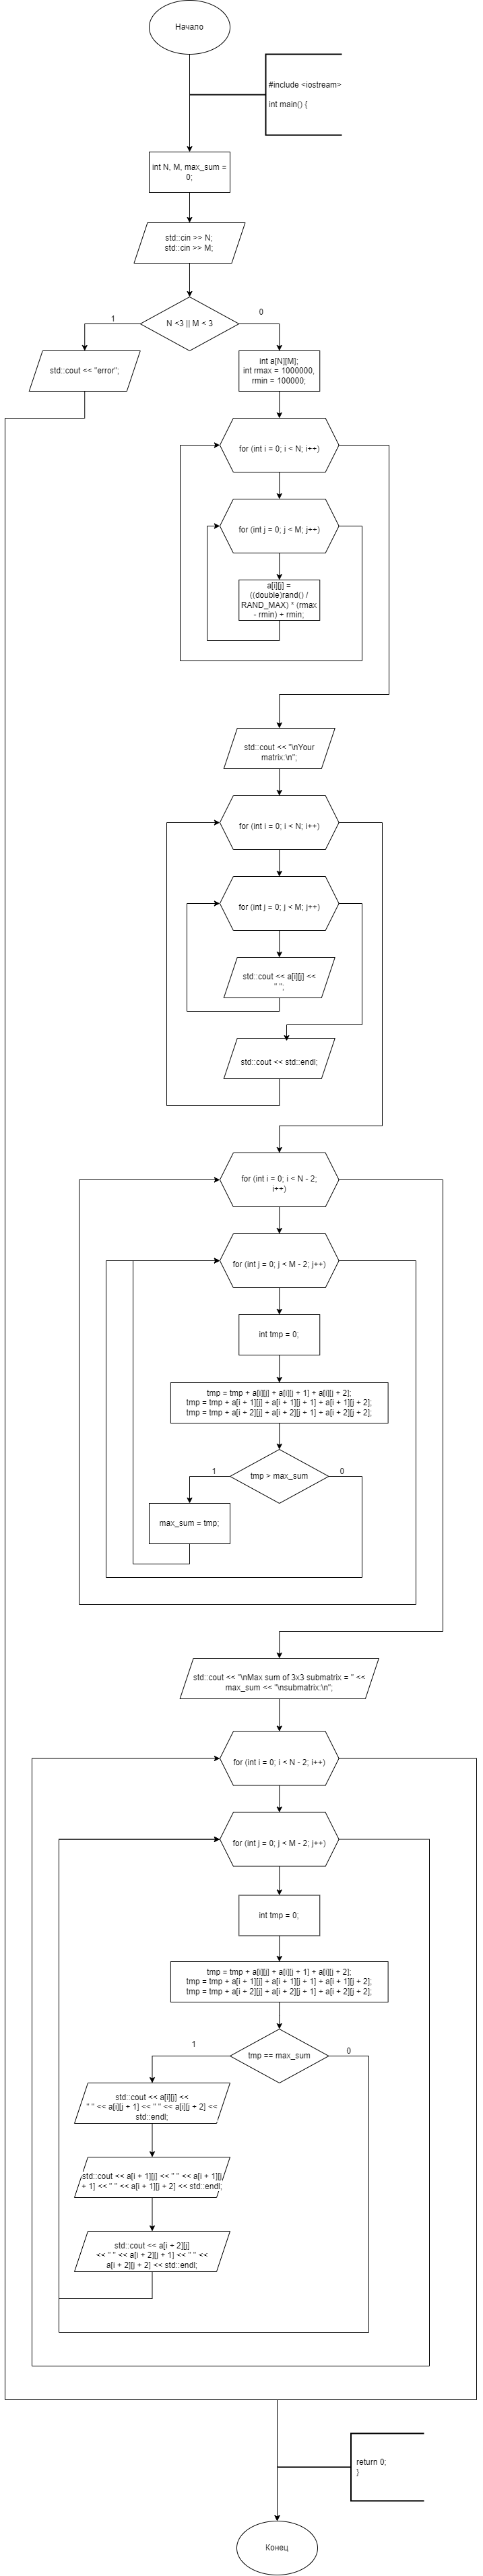 Начало
#include <iostream>
int main() {
int N, M, max_sum =
0;
std::cin >> N;
std::cin >> M;
N <3 || M < 3
1
0
std::cout << "error";
int a[N][M];
int rmax = 1000000,
rmin = 100000;
for (int i = 0; i < N; i++)
for (int j = 0; j < M; j++)
a[i][j] =
((double)rand() /
RAND_MAX) * (rmax
- rmin) + rmin;
std::cout << "\nYour
matrix:\n";
for (int i = 0; i < N; i++)
for (int j = 0; j < M; j++)
std::cout << a[i][j] <<
" ";
std::cout << std::endl;
for (int i = 0; i < N - 2;
i++)
for (int j = 0; j < M - 2; j++)
int tmp = 0;
tmp = tmp + a[i][j] + a[i][j + 1] + a[i][j + 2];
tmp = tmp + a[i + 1][j] + a[i + 1][j + 1] + a[i + 1][j + 2];
tmp = tmp + a[i + 2][j] + a[i + 2][j + 1] + a[i + 2][j + 2];
1
tmp > max_sum
0
max_sum = tmp;
std::cout << "\nMax sum of 3x3 submatrix = " <<
max_sum << "\nsubmatrix:\n";
for (int i = 0; i < N - 2; i++)
for (int j = 0; j < M - 2; j++)
int tmp = 0;
tmp = tmp + a[i][j] + a[i][j + 1] + a[i][j + 2];
tmp = tmp + a[i + 1][j] + a[i + 1][j + 1] + a[i + 1][j + 2];
tmp = tmp + a[i + 2][j] + a[i + 2][j + 1] + a[i + 2][j + 2];
1
tmp == max_sum
0
std::cout << a[i][j] <<
" " << a[i][j + 1] << " " << a[i][j + 2] <<
std::endl;
std::cout << a[i + 1][j] << " " << a[i + 1][j
+ 1] << " " << a[i + 1][j + 2] << std::endl;
std::cout << a[i + 2][j]
<< " " << a[i + 2][j + 1] << " " <<
a[i + 2][j + 2] << std::endl;
return 0;
}
Конец